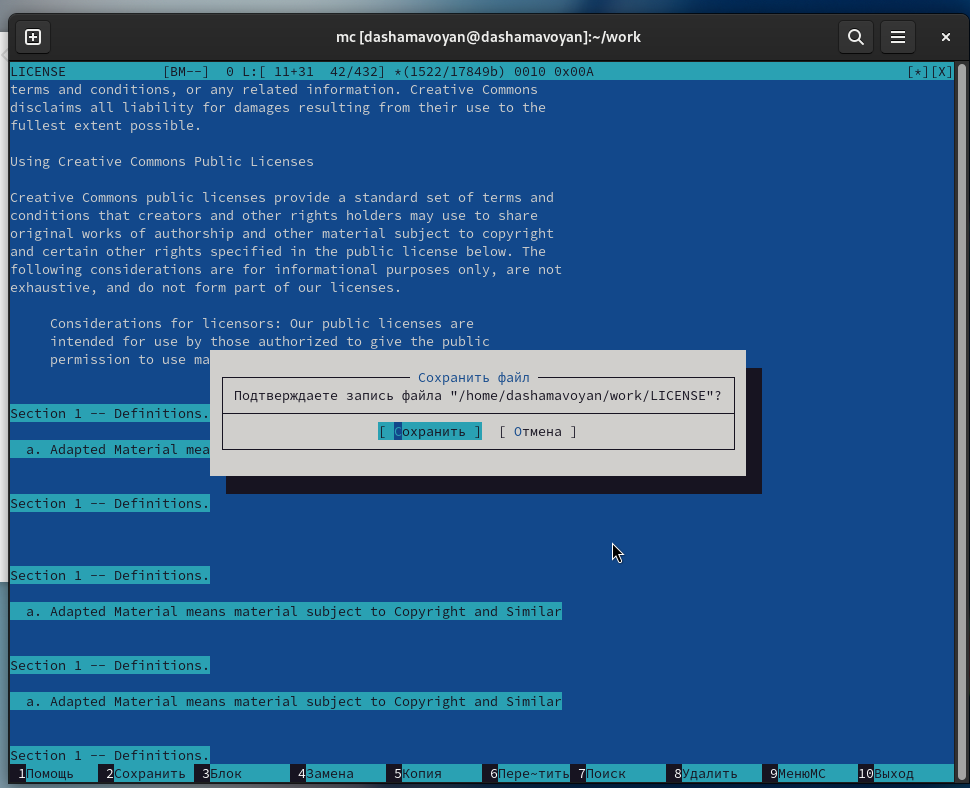 mc [dashamavoyan@dashamavoyan]:~/work
LICENSE [BM--] 0 L:[ 11+31 42/432] *(1522/17849b) 0010 0x00A [*][X]
terms and conditions, or any related information. Creative Commons
disclaims all liability for damages resulting from their use to the
fullest extent possible.
Using Creative Commons Public Licenses
Creative Commons public licenses provide a standard set of terms and
conditions that creators and other rights holders may use to share
original works of authorship and other material subject to copyright
and certain other rights specified in the public license below. The
following considerations are for informational purposes only, are not
exhaustive, and do not form part of our licenses.
Considerations for licensors: Our public licenses are
intended for use by those authorized to give the public
permission to use ma
Сохранить файл
Подтверждаете запись файла "/home/dashamavoyan/work/LICENSE"?
[ Сохранить ] [ Отмена ]
Section 1 -- Definitions.
a. Adapted Material mea
Section 1 -- Definitions.
Section 1 -- Definitions.
a. Adapted Material means material subject to Copyright and Similar
Section 1 -- Definitions.
a. Adapted Material means material subject to Copyright and Similar
Section 1 -- Definitions.
1Помощь 2Сохранить 3Блок 4Замена 5Копия 6Пере~тить 7Поиск 8Удалить 9МенюMC 10Выход